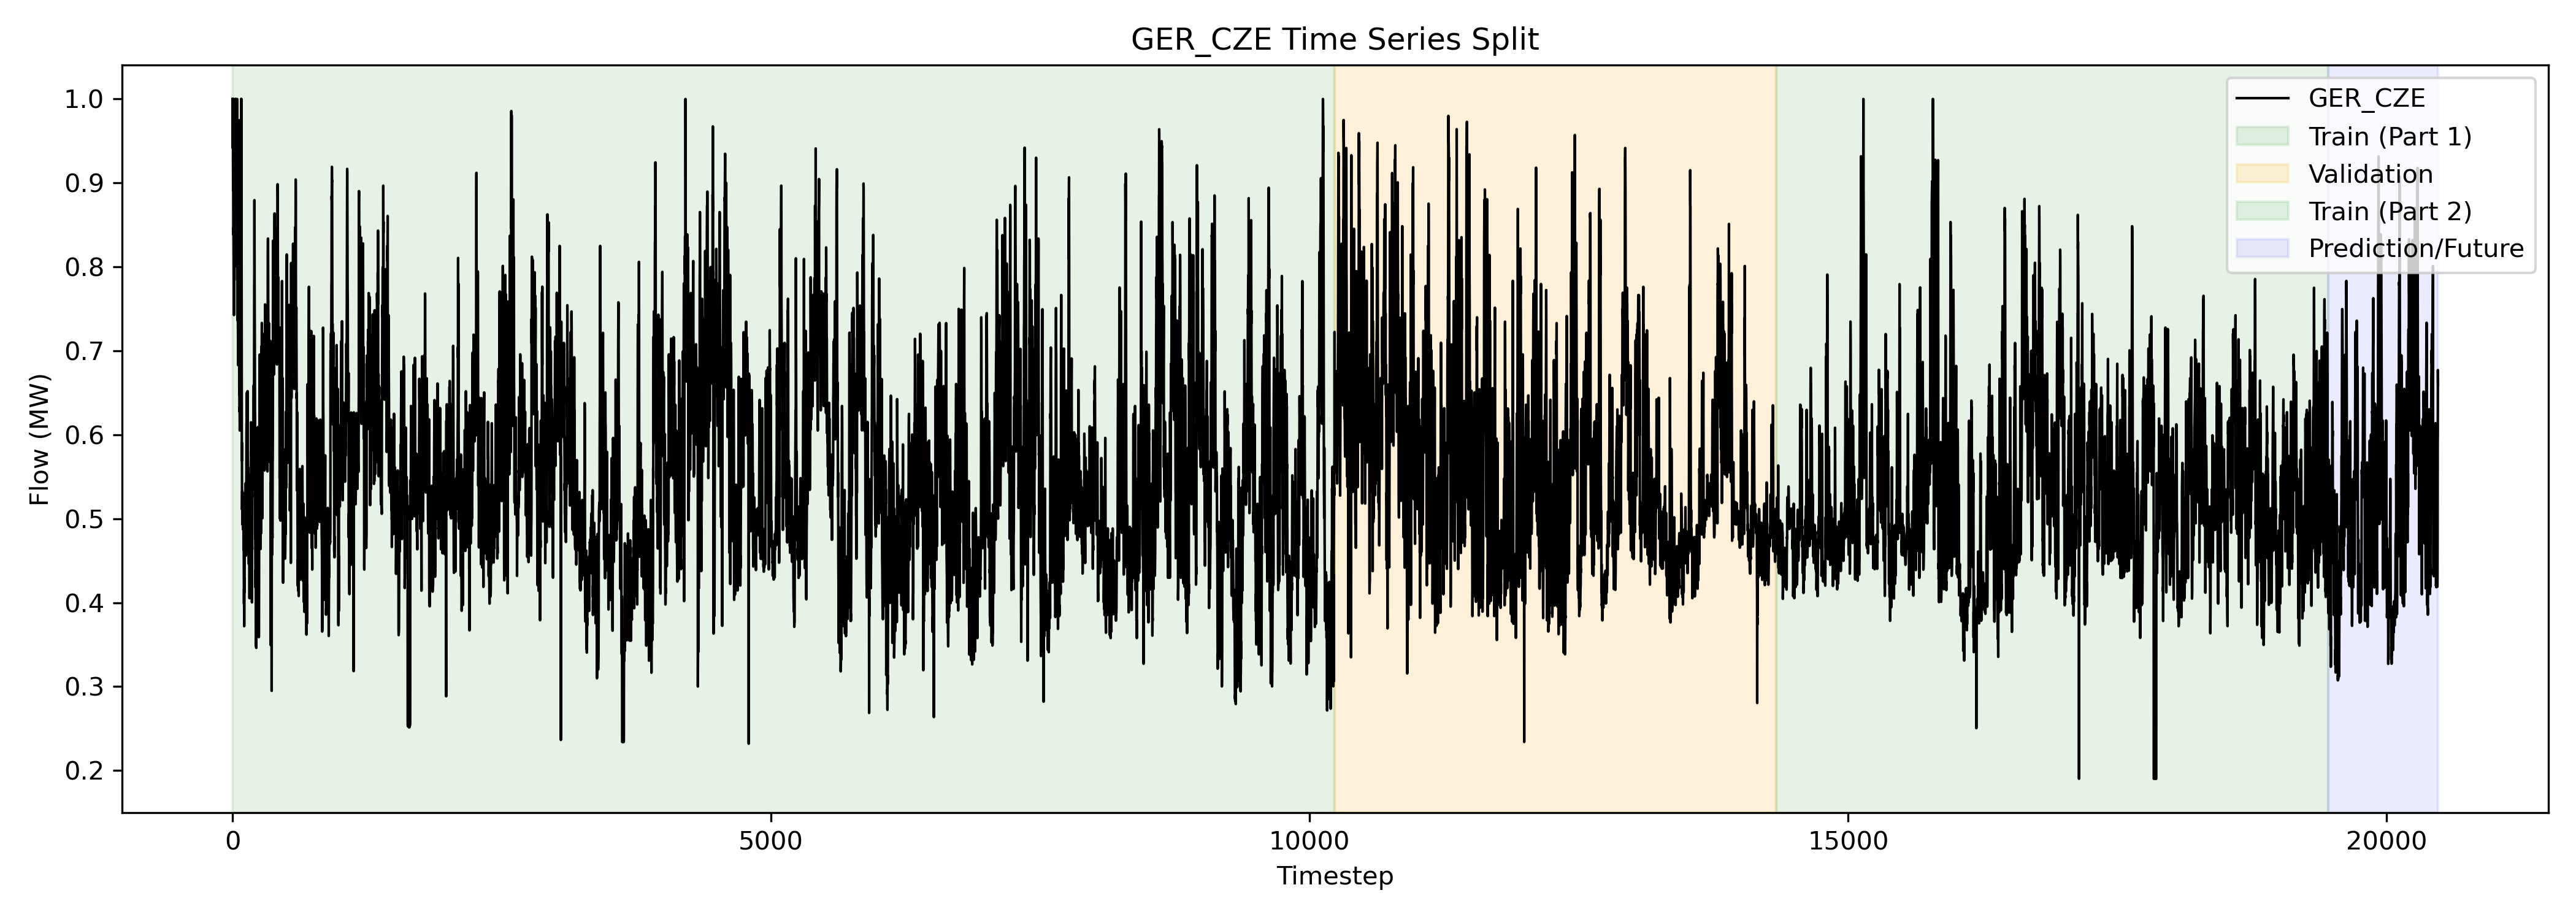 GER_CZE Time Series Split
Flow (MW)
1.0
0.9
0.8
0.7
0.6
0.5
0.4
0.3
0.2
GER_CZE
Train (Part 1)
Validation
Train (Part 2)
Prediction/Future
0 5000 10000 15000 20000
Timestep